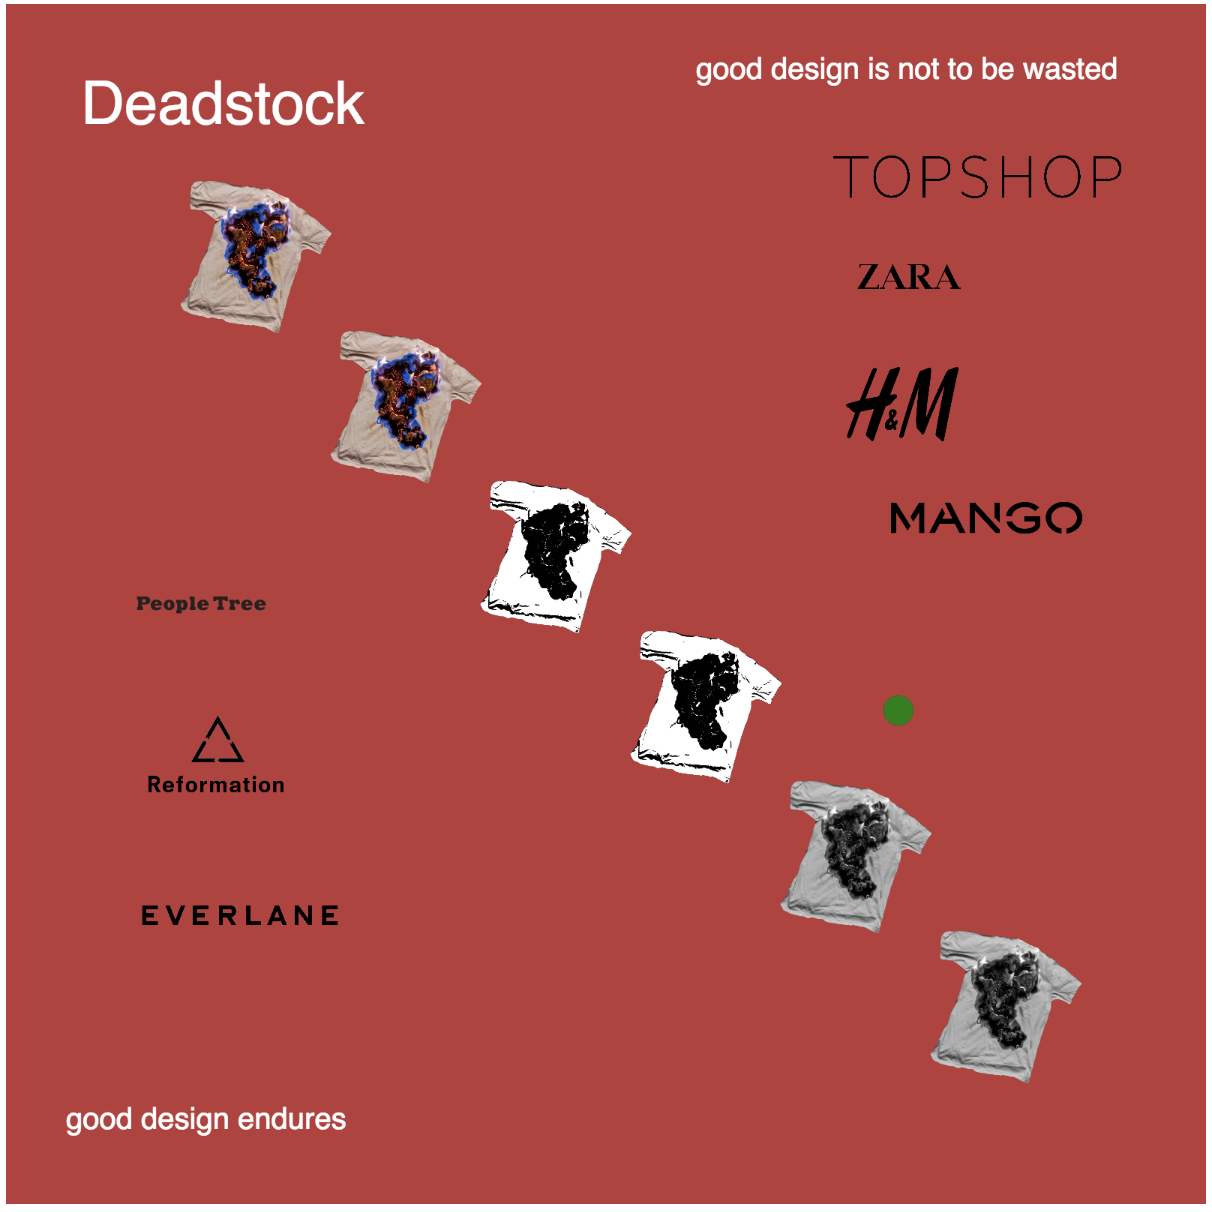 Deadstock
good design is not to be wasted
TOPSHOP
ZARA
H&M
MANGO
People Tree
Reformation
EVERLANE
good design endures